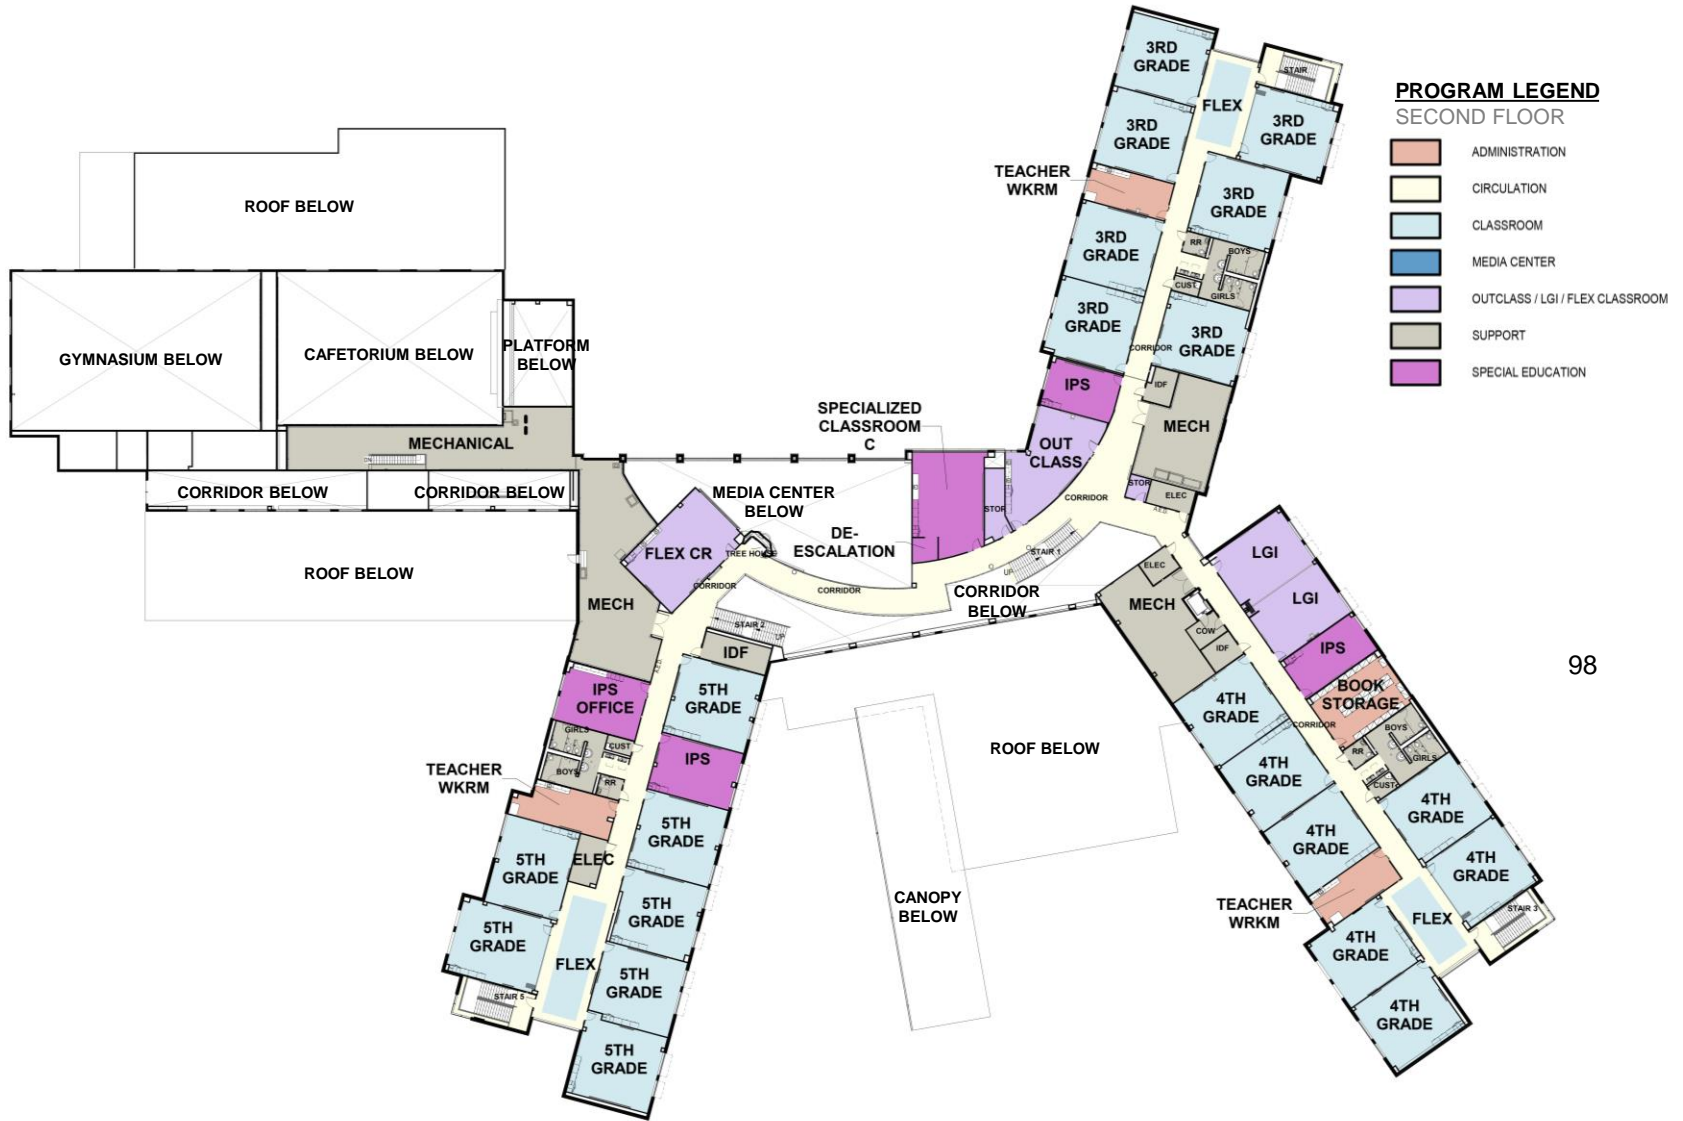 PROGRAM LEGEND
SECOND FLOOR
ADMINISTRATION
CIRCULATION
CLASSROOM
MEDIA CENTER
OUTCLASS / LGI / FLEX CLASSROOM
SUPPORT
SPECIAL EDUCATION
98
ROOF BELOW
GYMNASIUM BELOW
CAFETORIUM BELOW
PLATFORM
BELOW
MECHANICAL
DN
CORRIDOR BELOW
CORRIDOR BELOW
ROOF BELOW
MECH
FLEX CR
MEDIA CENTER
BELOW
TREE HOUSE
DE-
ESCALATION
SPECIALIZED
CLASSROOM
C
STOR
OUT
CLASS
CORRIDOR
CORRIDOR
CORRIDOR
STAIR 1
UP
CORRIDOR
BELOW
STAIR 2
UP
3RD
GRADE
STAIR
FLEX
3RD
GRADE
3RD
GRADE
TEACHER
WKRM
3RD
GRADE
3RD
GRADE
RR
BOYS
CUST
GIRLS
3RD
GRADE
3RD
GRADE
CORRIDOR
IPS
IDF
MECH
STOR
ELEC
A.E.D.
LGI
LGI
ELEC
MECH
COW
IDF
IPS
BOOK
STORAGE
CORRIDOR
BOYS
RR
GIRLS
CUST
4TH
GRADE
4TH
GRADE
4TH
GRADE
4TH
GRADE
4TH
GRADE
TEACHER
WRKM
FLEX
STAIR 3
4TH
GRADE
4TH
GRADE
IDF
A.E.D.
IPS
OFFICE
5TH
GRADE
GIRLS
CUST
BOYS
RR
IPS
TEACHER
WKRM
5TH
GRADE
5TH
GRADE
ELEC
5TH
GRADE
5TH
GRADE
FLEX
5TH
GRADE
STAIR 5
5TH
GRADE
ROOF BELOW
CANOPY
BELOW